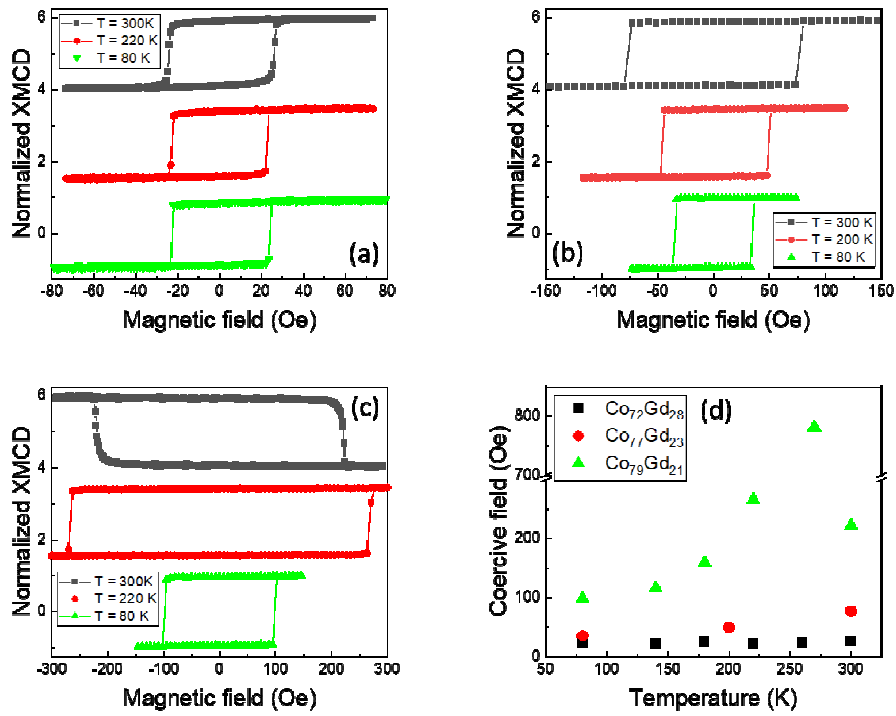 T = 300K
T = 220 K
T = 80 K
Normalized XMCD
6
4
2
0
(a)
-80 -60 -40 -20 0 20 40 60 80
Magnetic field (Oe)
Normalized XMCD
6
4
2
0
(b)
T = 300 K
T = 200 K
T = 80 K
-150 -100 -50 0 50 100 150
Magnetic field (Oe)
(c)
Normalized XMCD
6
4
2
0
T = 300K
T = 220 K
T = 80 K
-300 -200 -100 0 100 200 300
Magnetic field (Oe)
Co72Gd28
Co77Gd23
Co79Gd21
(d)
Coercive field (Oe)
800
700
200
100
50
0
50 100 150 200 250 300
Temperature (K)